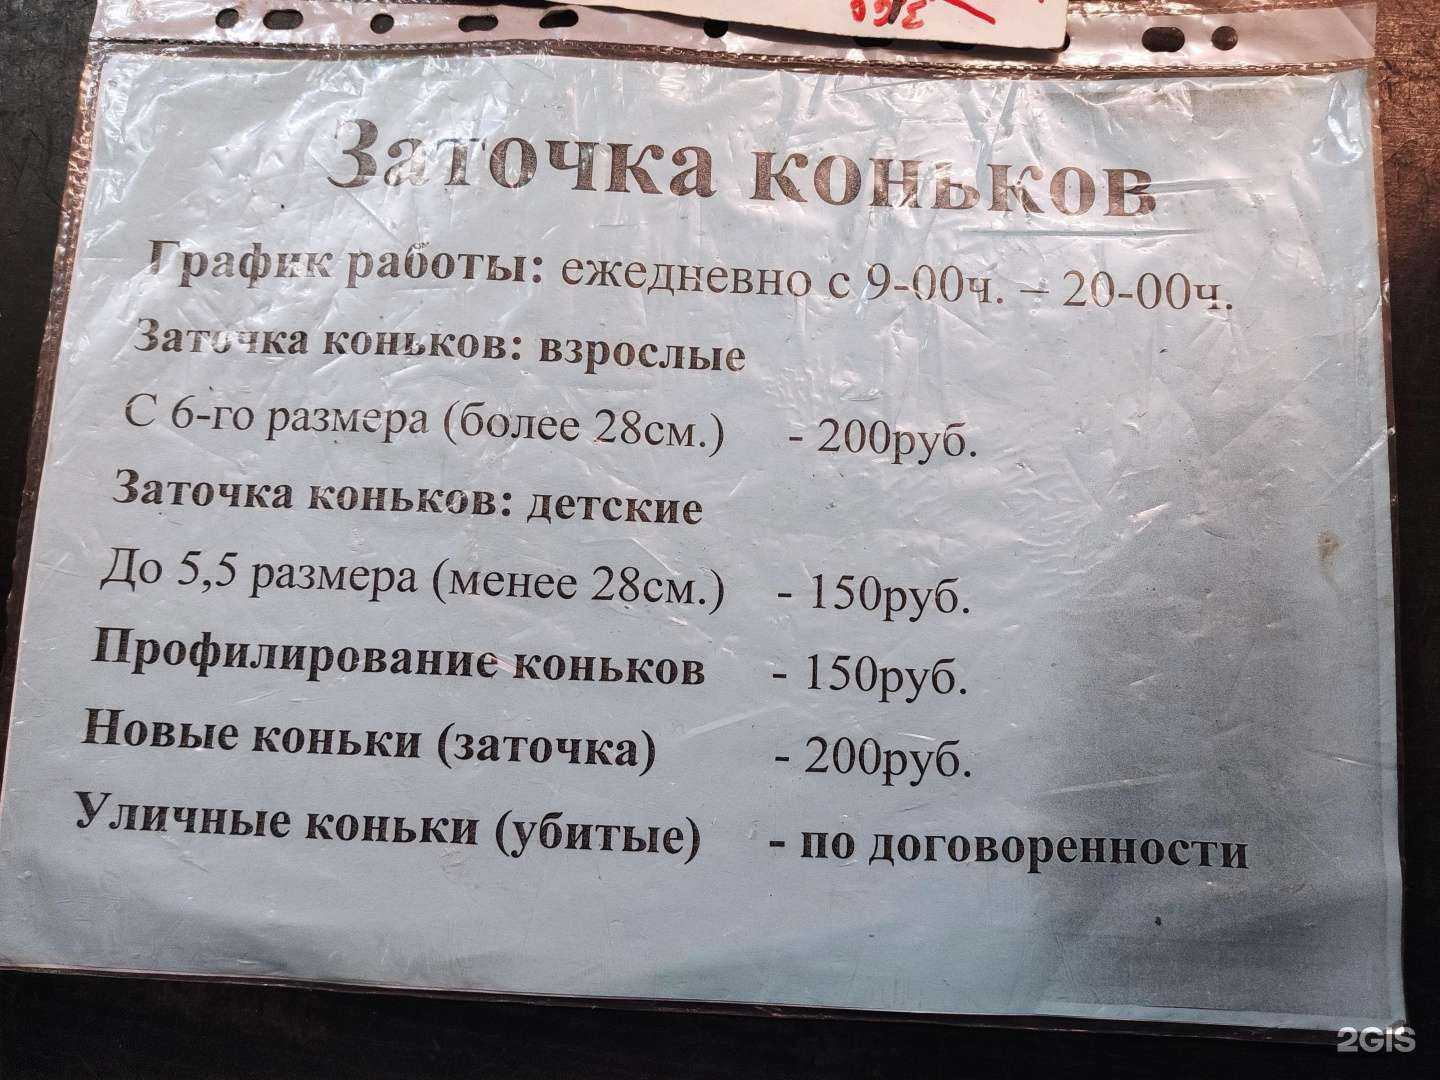 360
Заточка коньков
График работы: ежедневно с 9-00ч. – 20-00ч.
Заточка коньков: взрослые
С 6-го размера (более 28см.) - 200руб.
Заточка коньков: детские
До 5,5 размера (менее 28см.) - 150руб.
Профилирование коньков - 150руб.
Новые коньки (заточка) - 200руб.
Уличные коньки (убитые) - по договоренности
2GIS